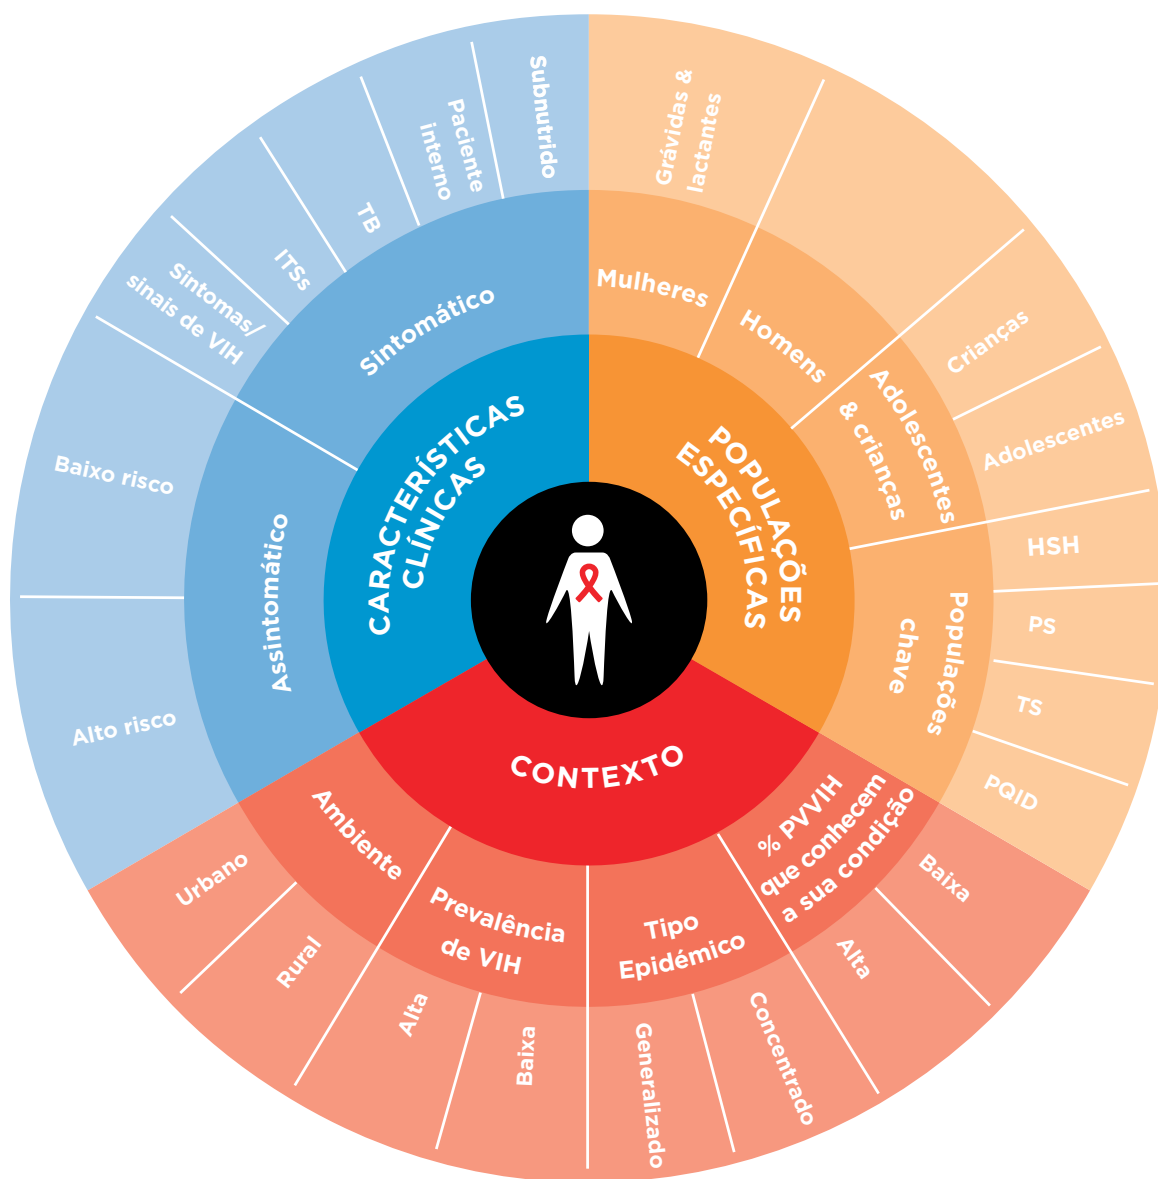 CARACTERÍSTICAS
CLÍNICAS
Sintomático
Subnutrido
Paciente
interno
TB
ITSs
Sintomas/
sinais de VIH
Assintomático
Baixo risco
Alto risco
POPULAÇÕES
ESPECÍFICAS
Mulheres
Grávidas &
lactantes
Homens
Adolescentes
& crianças
Crianças
Adolescentes
Populações
chave
HSH
PS
TS
PQID
CONTEXTO
% PVVIH
que conhecem
a sua condição
Baixa
Alta
Tipo
Epidémico
Concentrado
Generalizado
Prevalência
de VIH
Baixa
Alta
Ambiente
Rural
Urbano